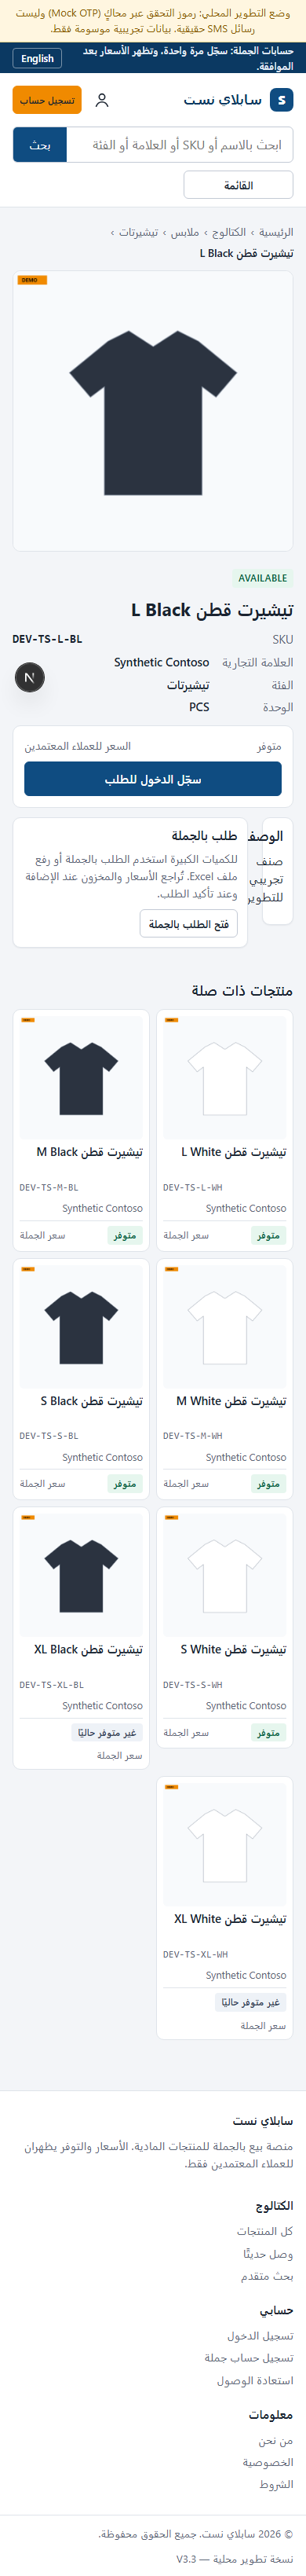 وضع التطوير المحلي: رموز التحقق عبر محاكٍ (Mock OTP) وليست
رسائل SMS حقيقية. بيانات تجريبية موسومة فقط.
حسابات الجملة: سجّل مرة واحدة، وتظهر الأسعار بعد
الموافقة.
English
S
سابلاي نست
تسجيل حساب
ابحث بالاسم أو SKU أو العلامة أو الفئة
بحث
القائمة
الرئيسية › الكتالوج › ملابس › تيشيرتات ›
تيشيرت قطن L Black
DEMO
AVAILABLE
تيشيرت قطن L Black
SKU DEV-TS-L-BL
العلامة التجارية Synthetic Contoso
الفئة تيشيرتات
الوحدة PCS
N
متوفر السعر للعملاء المعتمدين
سجّل الدخول للطلب
الوصف
صنف
تجريبي
للتطوير
طلب بالجملة
للكميات الكبيرة استخدم الطلب بالجملة أو رفع
ملف Excel. تُراجع الأسعار والمخزون عند الإضافة
وعند تأكيد الطلب.
فتح الطلب بالجملة
منتجات ذات صلة
تيشيرت قطن L White
DEV-TS-L-WH
Synthetic Contoso
متوفر سعر الجملة
تيشيرت قطن M Black
DEV-TS-M-BL
Synthetic Contoso
متوفر سعر الجملة
تيشيرت قطن M White
DEV-TS-M-WH
Synthetic Contoso
متوفر سعر الجملة
تيشيرت قطن S Black
DEV-TS-S-BL
Synthetic Contoso
متوفر سعر الجملة
تيشيرت قطن S White
DEV-TS-S-WH
Synthetic Contoso
متوفر سعر الجملة
تيشيرت قطن XL Black
DEV-TS-XL-BL
Synthetic Contoso
غير متوفر حاليًا
سعر الجملة
تيشيرت قطن XL White
DEV-TS-XL-WH
Synthetic Contoso
غير متوفر حاليًا
سعر الجملة
سابلاي نست
منصة بيع بالجملة للمنتجات المادية. الأسعار والتوفر يظهران
للعملاء المعتمدين فقط.
الكتالوج
كل المنتجات
وصل حديثًا
بحث متقدم
حسابي
تسجيل الدخول
تسجيل حساب جملة
استعادة الوصول
معلومات
من نحن
الخصوصية
الشروط
© 2026 سابلاي نست. جميع الحقوق محفوظة.
نسخة تطوير محلية — V3.3